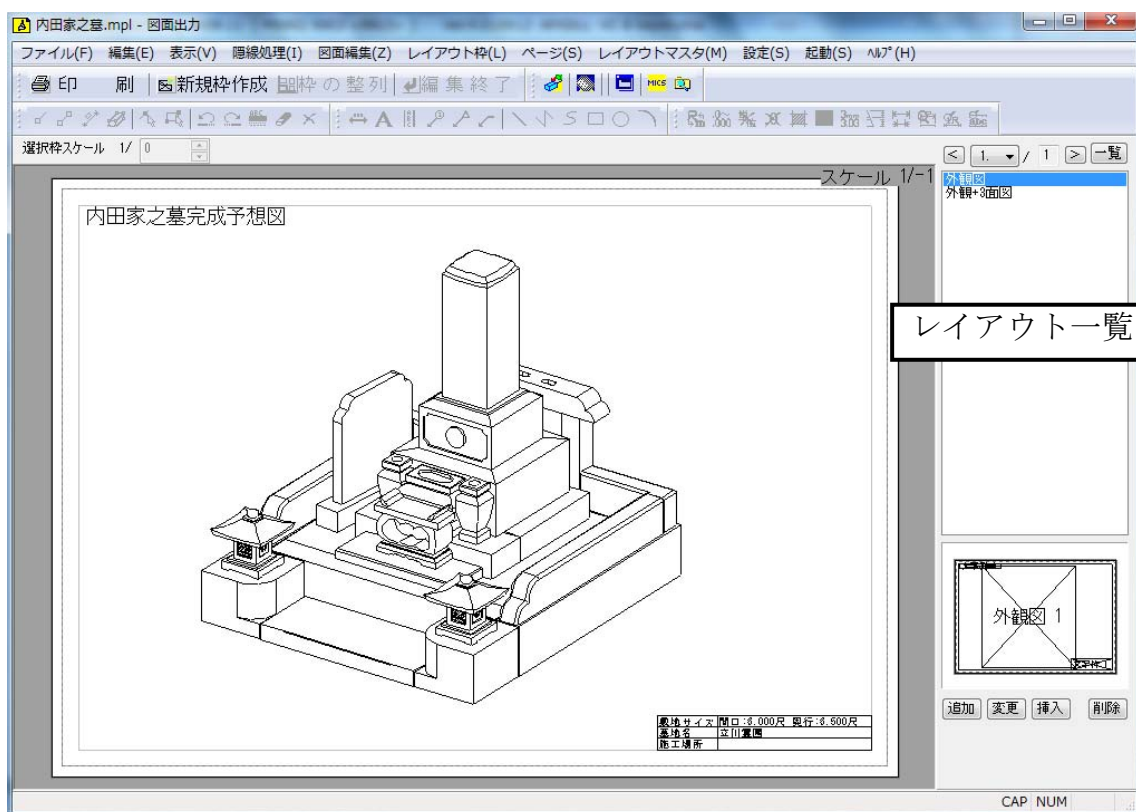 内田家之墓.mpl - 図面出力
ファイル(F) 編集(E) 表示(V) 隠線処理(I) 図面編集(Z) レイアウト枠(L) ページ(S) レイアウトマスタ(M) 設定(S) 起動(S) ﾍﾙﾌﾟ(H)
印 刷 新規枠作成 枠の整列 編集終了 MICS
選択枠スケール 1/ 0
< 1. / 1 > 一覧
スケール 1/-1
外観図
外観+3面図
内田家之墓完成予想図
レイアウト一覧
外観図 1
文字枠1
追加 変更 挿入 削除
敷地サイズ 間口:6.000尺 奥行:6.500尺
墓地名 立川霊園
施工場所
CAP NUM